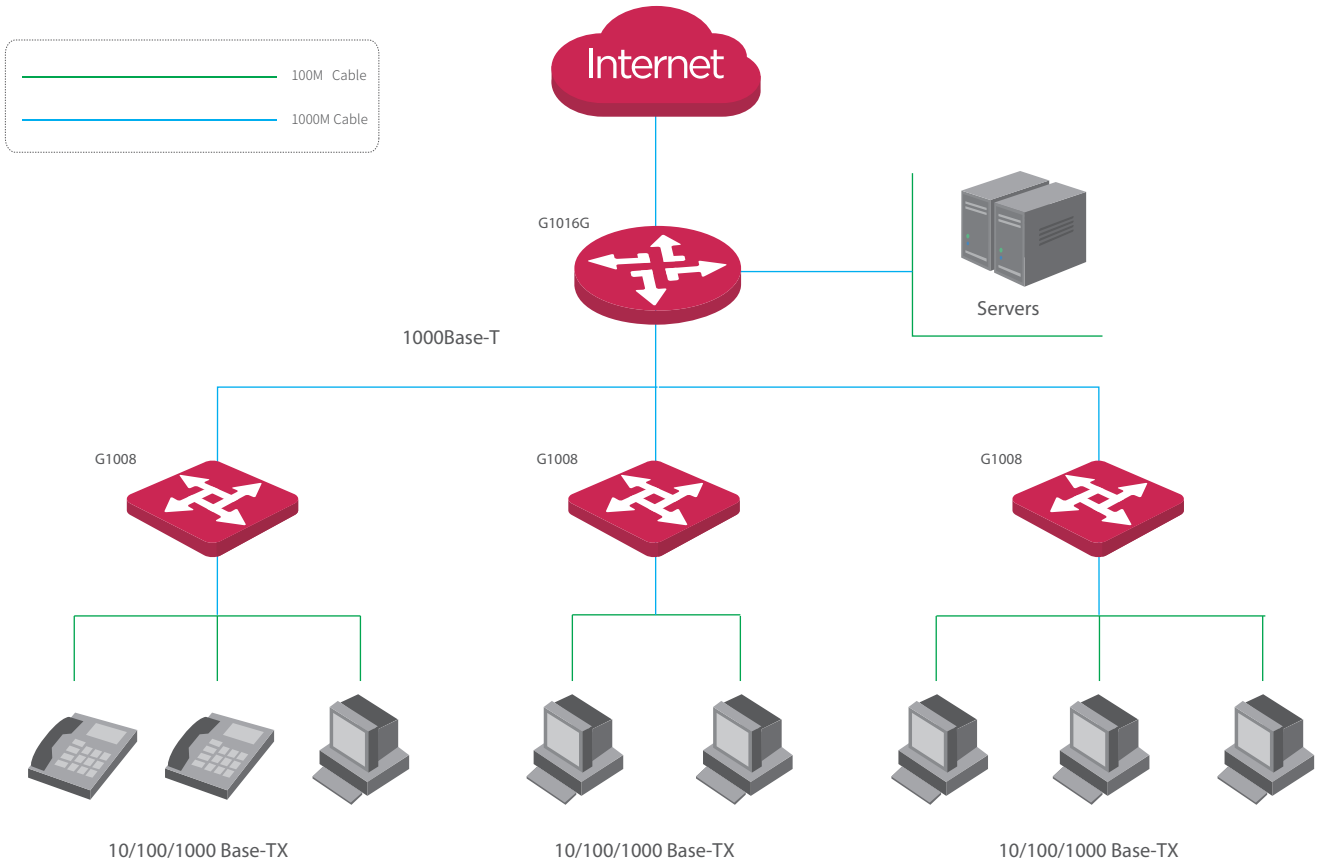 Internet
100M Cable
1000M Cable
G1016G
Servers
1000Base-T
G1008
G1008
G1008
10/100/1000 Base-TX
10/100/1000 Base-TX
10/100/1000 Base-TX